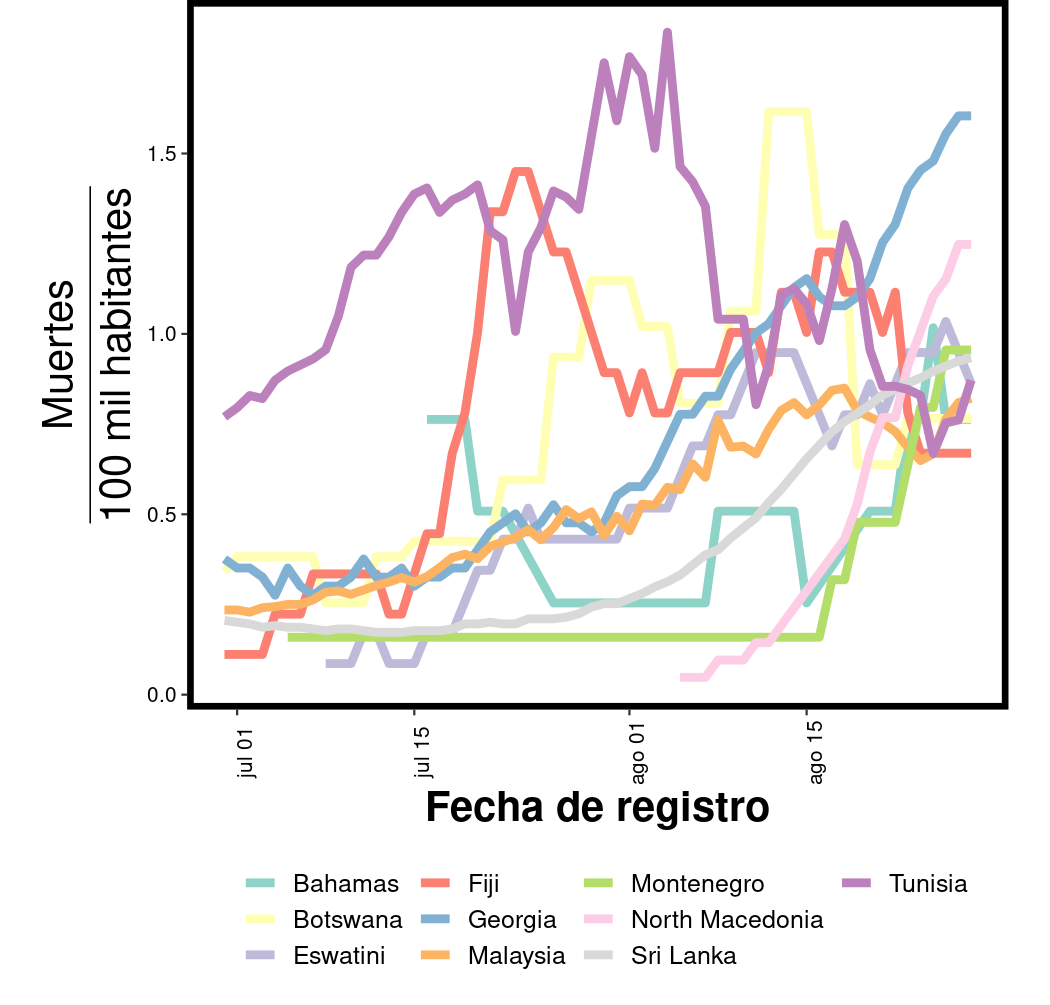 Muertes
100 mil habitantes
1.5
1.0
0.5
0.0
jul 01
jul 15
ago 01
ago 15
Fecha de registro
Bahamas Fiji Montenegro Tunisia
Botswana Georgia North Macedonia
Eswatini Malaysia Sri Lanka